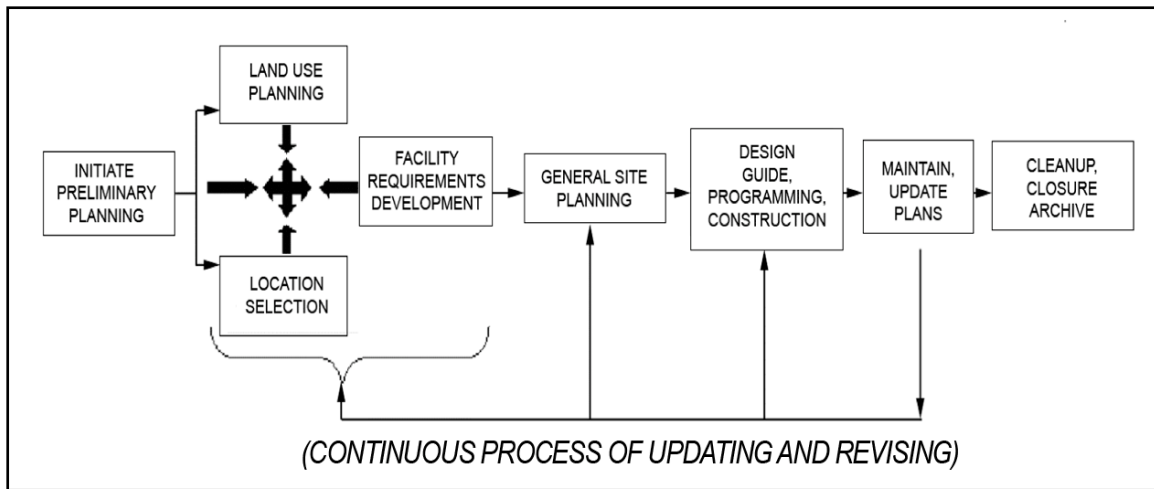 LAND USE
PLANNING
INITIATE
PRELIMINARY
PLANNING
FACILITY
REQUIREMENTS
DEVELOPMENT
LOCATION
SELECTION
GENERAL SITE
PLANNING
DESIGN
GUIDE,
PROGRAMMING,
CONSTRUCTION
MAINTAIN,
UPDATE
PLANS
CLEANUP,
CLOSURE
ARCHIVE
(CONTINUOUS PROCESS OF UPDATING AND REVISING)